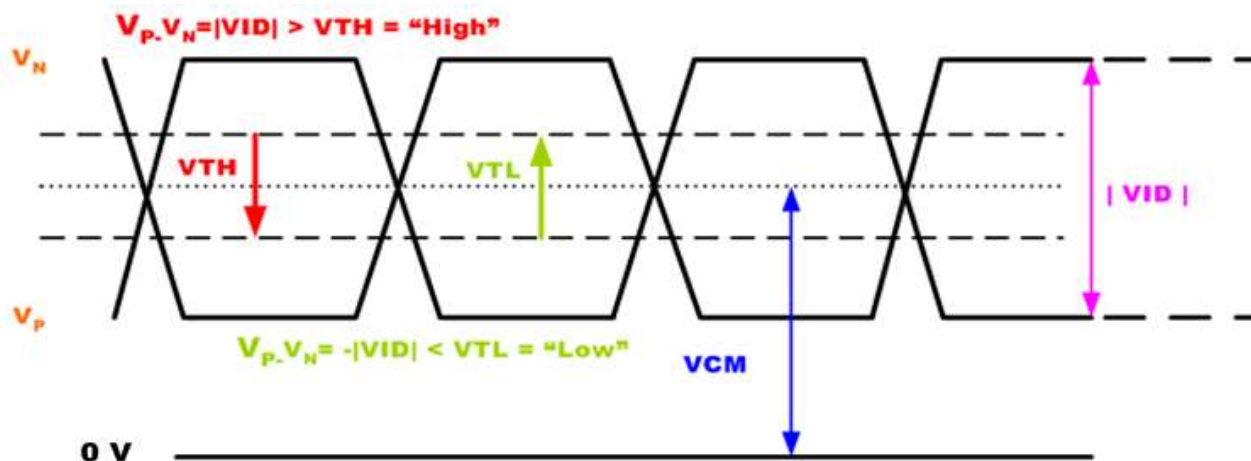 VP-VN=|VID| > VTH = “High”
VN
VTH
VTL
| VID |
VP
VP-VN= -|VID| < VTL = “Low”
VCM
0 V